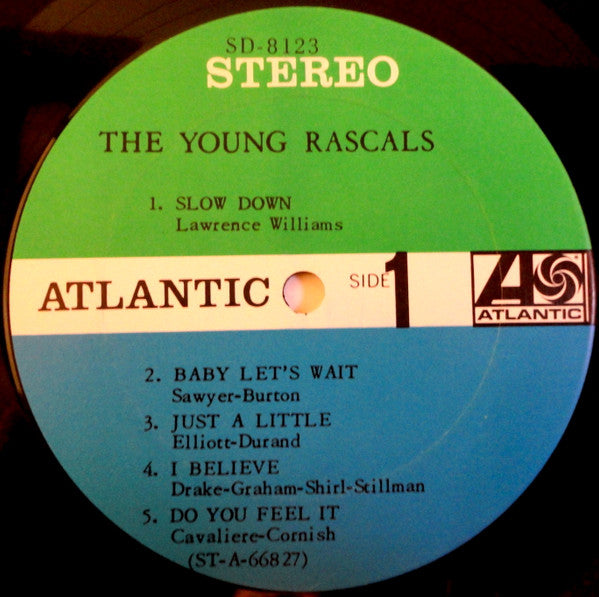 SD-8123
STEREO
THE YOUNG RASCALS
1. SLOW DOWN
Lawrence Williams
ATLANTIC
SIDE 1
ATLANTIC
2. BABY LET'S WAIT
Sawyer-Burton
3. JUST A LITTLE
Elliott-Durand
4. I BELIEVE
Drake-Graham-Shirl-Stillman
5. DO YOU FEEL IT
Cavaliere-Cornish
(ST-A-66827)